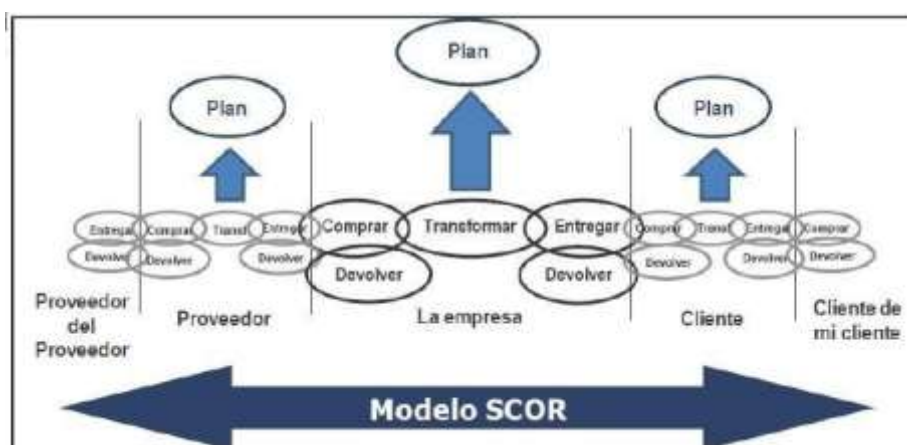 Plan
Plan
Plan
Entregar Comprar Transf Entregar Comprar Transformar Entregar Comprar Transf Entregar Comprar
Devolver Devolver Devolver Devolver Devolver Devolver Devolver Devolver
Proveedor del Proveedor
Proveedor
La empresa
Cliente
Cliente de mi cliente
Modelo SCOR